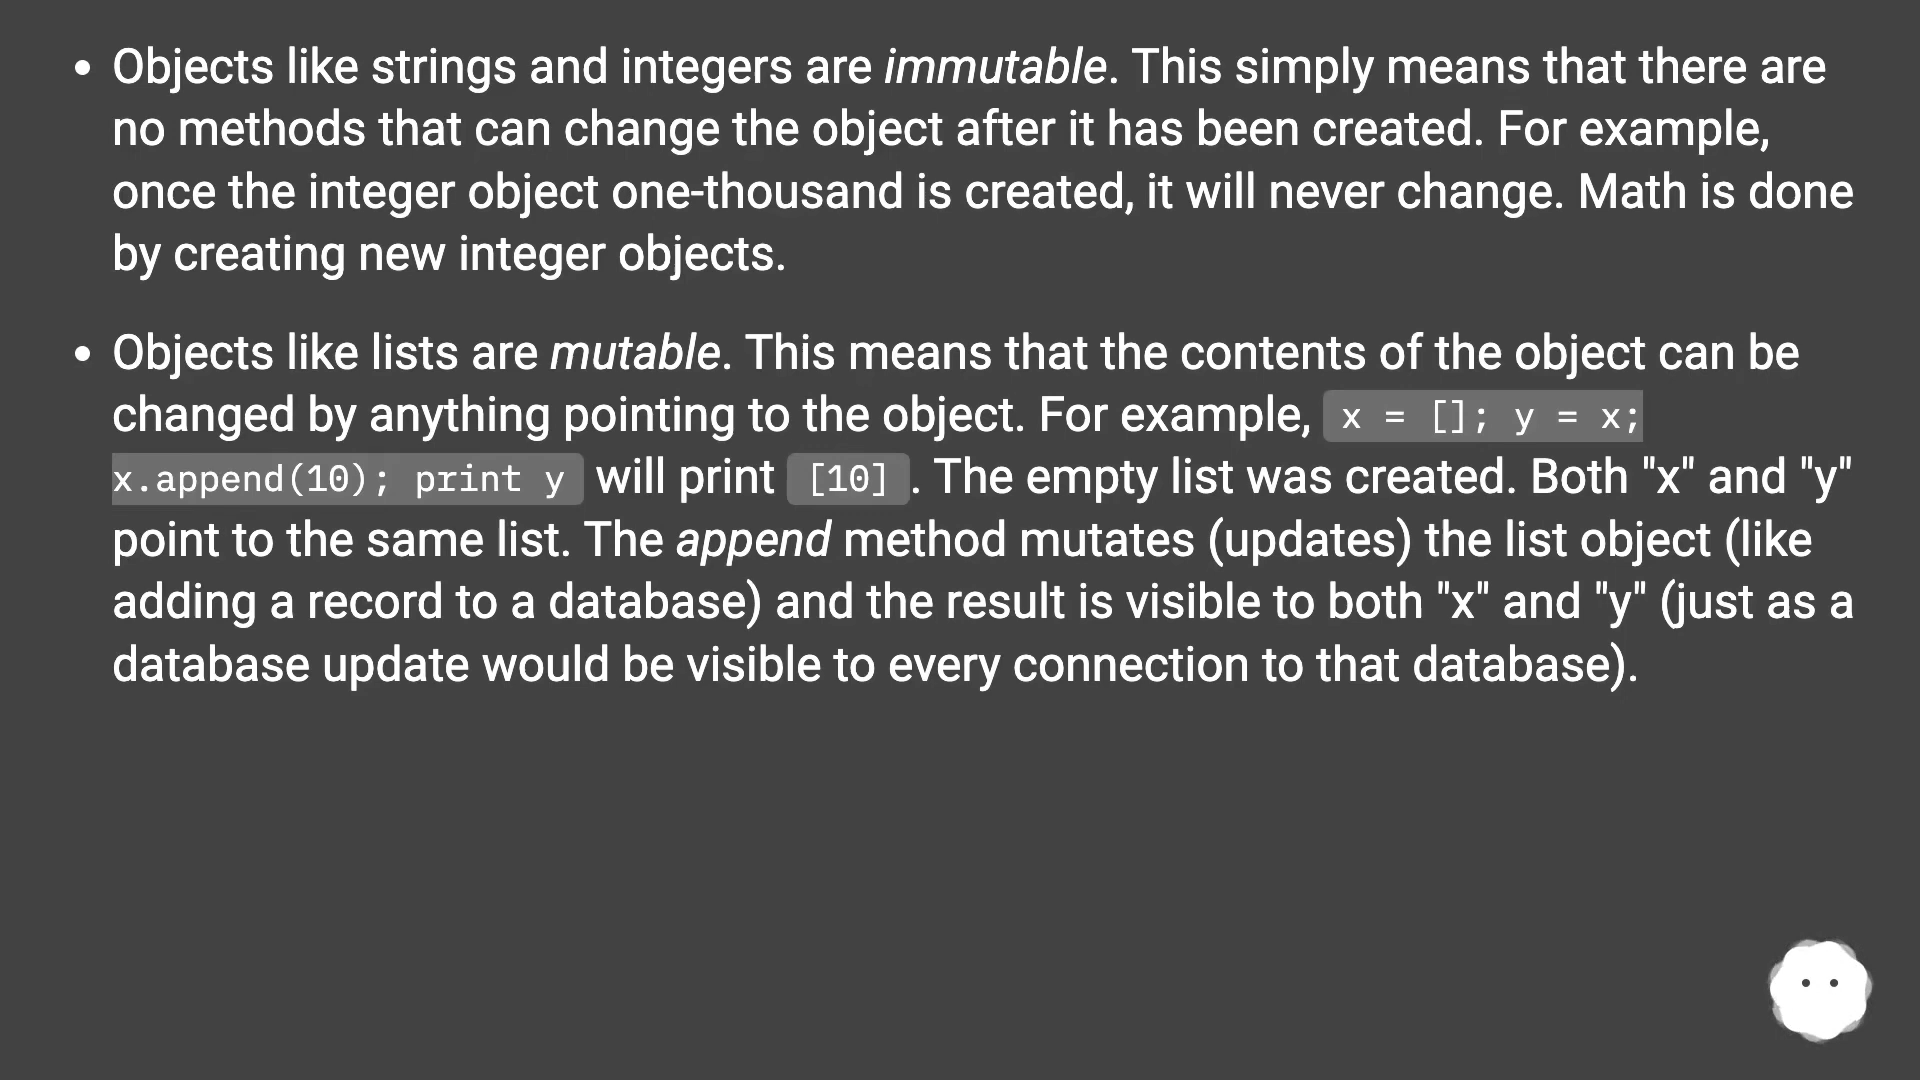 • Objects like strings and integers are immutable. This simply means that there are
no methods that can change the object after it has been created. For example,
once the integer object one-thousand is created, it will never change. Math is done
by creating new integer objects.
• Objects like lists are mutable. This means that the contents of the object can be
changed by anything pointing to the object. For example, x = []; y = x;
x.append(10); print y will print [10] . The empty list was created. Both "x" and "y"
point to the same list. The append method mutates (updates) the list object (like
adding a record to a database) and the result is visible to both "x" and "y" (just as a
database update would be visible to every connection to that database).